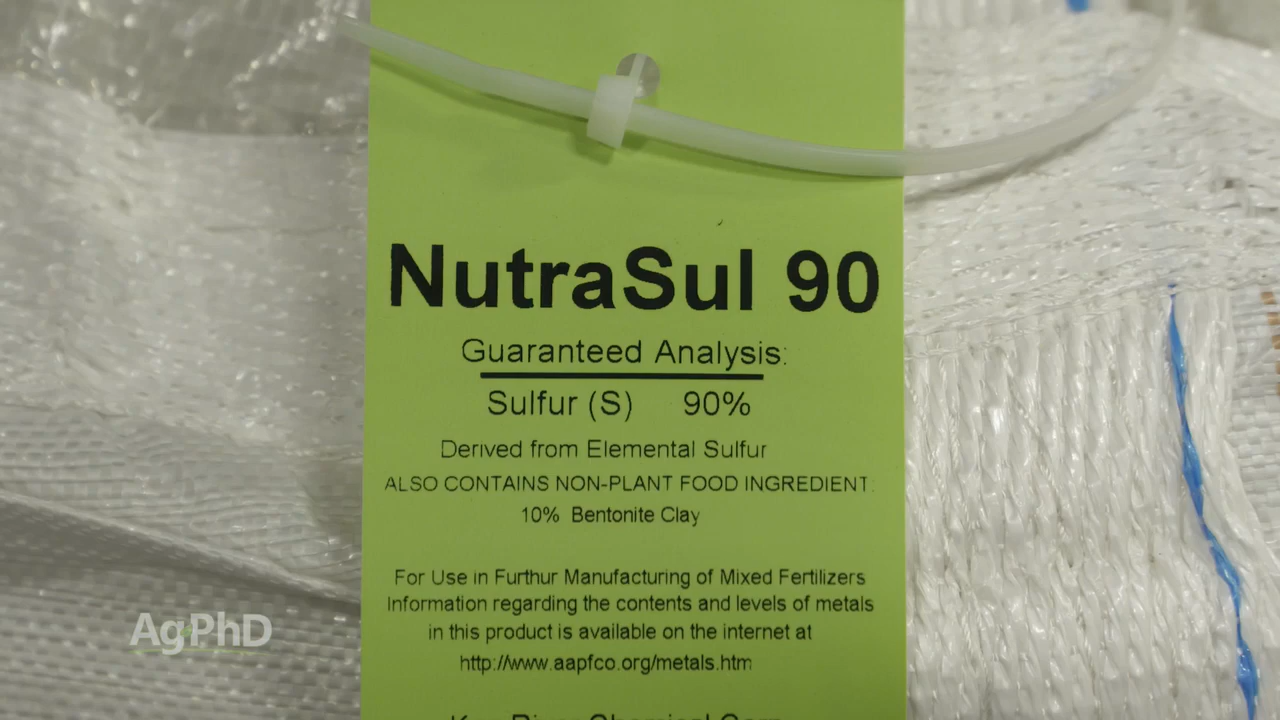 NutraSul 90
Guaranteed Analysis:
Sulfur (S) 90%
Derived from Elemental Sulfur
ALSO CONTAINS NON-PLANT FOOD INGREDIENT:
10% Bentonite Clay
For Use in Furthur Manufacturing of Mixed Fertilizers
Information regarding the contents and levels of metals
in this product is available on the internet at
http://www.aapfco.org/metals.htm
AgPhD